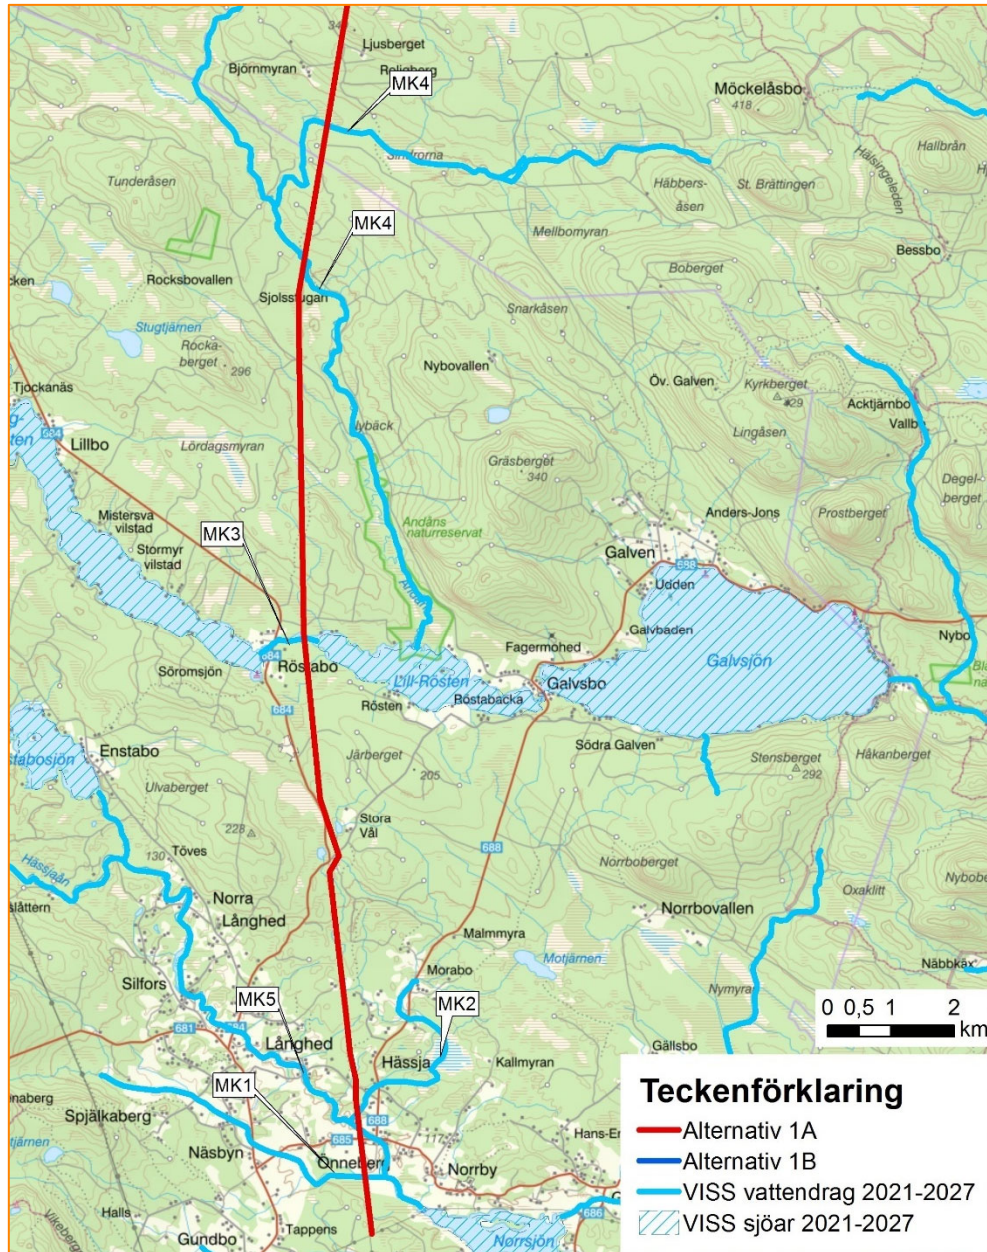 340
Ljusberget
Björnmyran
MK4
Möckelåsbo
418
Sindrorna
Hälsingeleden
Hallbrån
Tunderåsen
Häbbers-
åsen
St. Brättingen
MK4
Mellbomyran
Bessbo
Rocksbovallen
Boberget
Sjolsstugan
Snarkåsen
Stugtjärnen
Rocka-
berget
296
Nybovallen
Öv. Galven
Kyrkberget
Tjockanäs
684
Lillbo
Acktjärnbo
Vallb
Lördagsmyran
Lingåsen
Gräsberget
340
Degel-
berget
Mistersva
vilstad
Stormyr
vilstad
MK3
Andåns
naturreservat
Anders-Jons
Prostberget
Galven
688
Udden
Galvbaden
Nybo
Fagermohed
Röstabo
Söromsjön
684
Lill-Rösten
Galvsbo
Galvsjön
Rösten
Röstabacka
Södra Galven
Stensberget
292
Håkanberget
Enstabo
Järberget
205
Ulvaberget
228
Stora
Vål
688
Töves
130
Hässjaån
Norrboberget
Oxaklitt
Norra
Långhed
Norrbovallen
Malmmyra
Motjärnen
Morabo
Silfors
MK5
MK2
681
684
Långhed
Hässja
Kallmyran
Gällsbo
MK1
Spjälkaberg
688
685
117
Näsbyn
Önneberg
Norrby
Halls
Tappens
Gundbo
Norrsjön
686
0 0,5 1 2
km
Teckenförklaring
Alternativ 1A
Alternativ 1B
VISS vattendrag 2021-2027
VISS sjöar 2021-2027